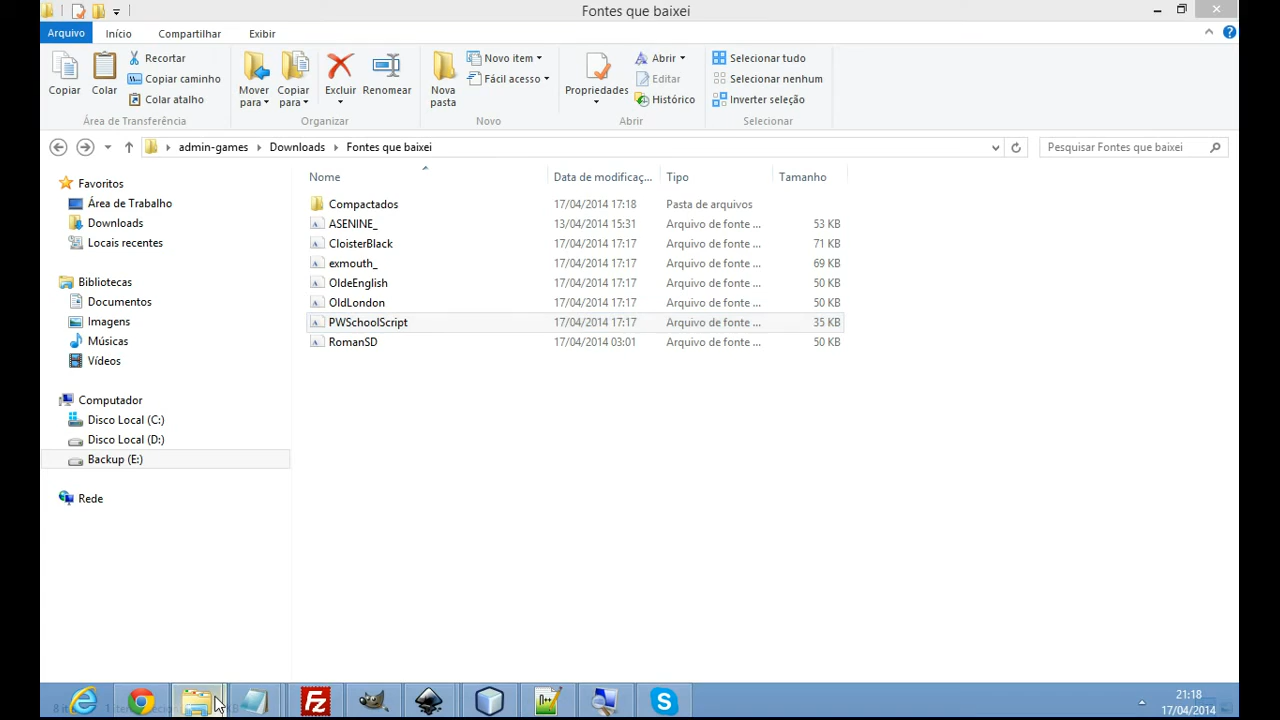 Fontes que baixei
Arquivo
Início
Compartilhar
Exibir
Copiar
Colar
Recortar
Copiar caminho
Colar atalho
Área de Transferência
Mover para
Copiar para
Excluir
Renomear
Organizar
Nova pasta
Novo item
Fácil acesso
Novo
Propriedades
Abrir
Editar
Histórico
Abrir
Selecionar tudo
Selecionar nenhum
Inverter seleção
Selecionar
admin-games
Downloads
Fontes que baixei
Pesquisar Fontes que baixei
Nome Data de modificaç... Tipo Tamanho
Compactados 17/04/2014 17:18 Pasta de arquivos
ASENINE_ 13/04/2014 15:31 Arquivo de fonte ... 53 KB
CloisterBlack 17/04/2014 17:17 Arquivo de fonte ... 71 KB
exmouth_ 17/04/2014 17:17 Arquivo de fonte ... 69 KB
OldeEnglish 17/04/2014 17:17 Arquivo de fonte ... 50 KB
OldLondon 17/04/2014 17:17 Arquivo de fonte ... 50 KB
PWSchoolScript 17/04/2014 17:17 Arquivo de fonte ... 35 KB
RomanSD 17/04/2014 03:01 Arquivo de fonte ... 50 KB
Favoritos
Área de Trabalho
Downloads
Locais recentes
Bibliotecas
Documentos
Imagens
Músicas
Vídeos
Computador
Disco Local (C:)
Disco Local (D:)
Backup (E:)
Rede
21:18
17/04/2014